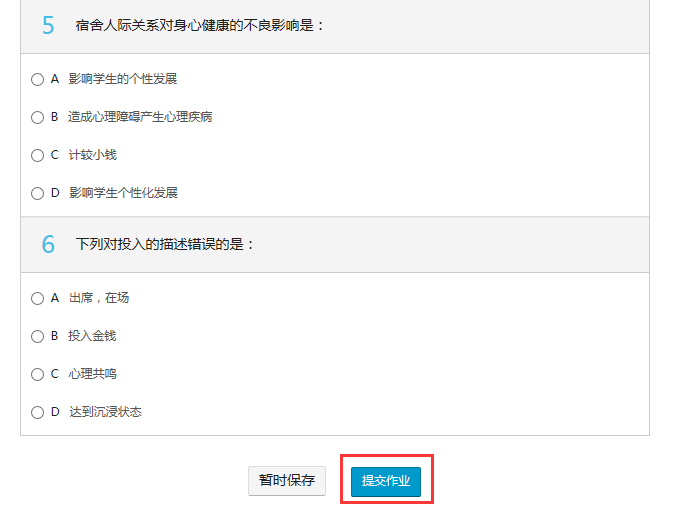 5 宿舍人际关系对身心健康的不良影响是：
A 影响学生的个性发展
B 造成心理障碍产生心理疾病
C 计较小钱
D 影响学生个性化发展
6 下列对投入的描述错误的是：
A 出席，在场
B 投入金钱
C 心理共鸣
D 达到沉浸状态
暂时保存 提交作业